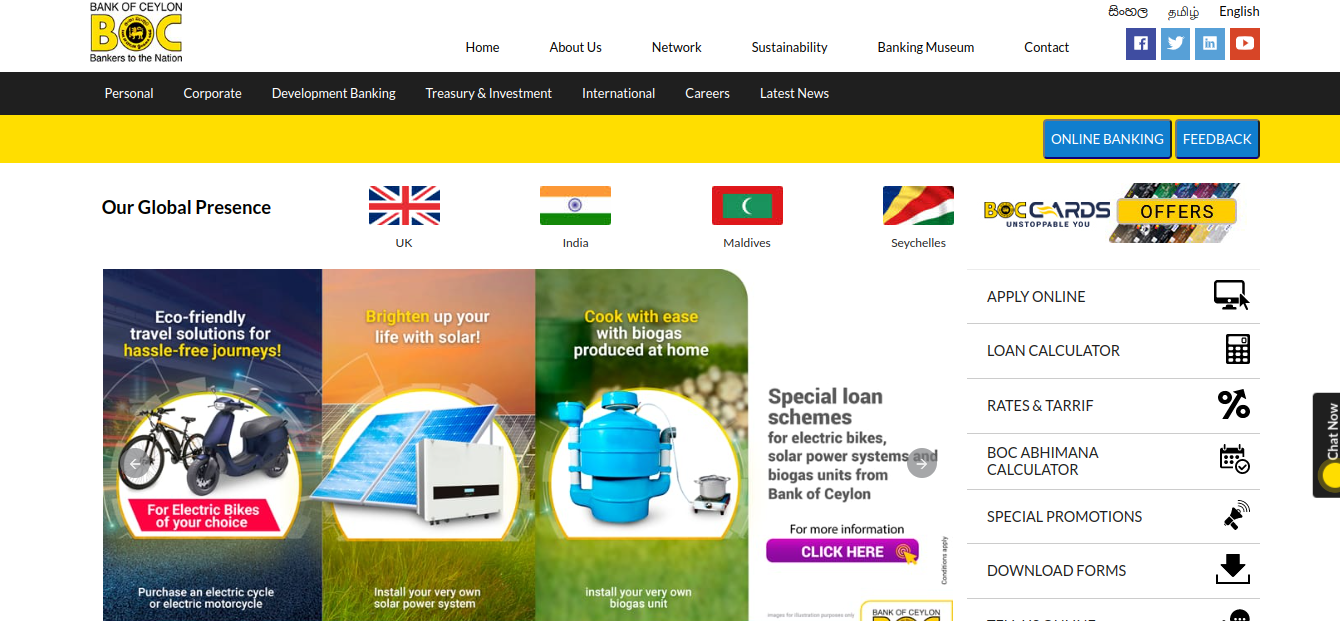 BANK OF CEYLON
BOC
Bankers to the Nation
සිංහල தமிழ் English
Home About Us Network Sustainability Banking Museum Contact
Personal Corporate Development Banking Treasury & Investment International Careers Latest News
ONLINE BANKING FEEDBACK
Our Global Presence
UK India Maldives Seychelles
BOC CARDS
UNSTOPPABLE YOU
OFFERS
Eco-friendly
travel solutions for
hassle-free journeys!
For Electric Bikes
of your choice
Purchase an electric cycle
or electric motorcycle
Brighten up your
life with solar!
Install your very own
solar power system
Cook with ease
with biogas
produced at home
install your very own
biogas unit
Special loan
schemes
for electric bikes,
solar power systems and
biogas units from
Bank of Ceylon
For more information
CLICK HERE
Conditions apply
images for illustration purposes only
BANK OF CEYLON
BOC
APPLY ONLINE
LOAN CALCULATOR
RATES & TARRIF
BOC ABHIMANA
CALCULATOR
SPECIAL PROMOTIONS
DOWNLOAD FORMS
Chat Now